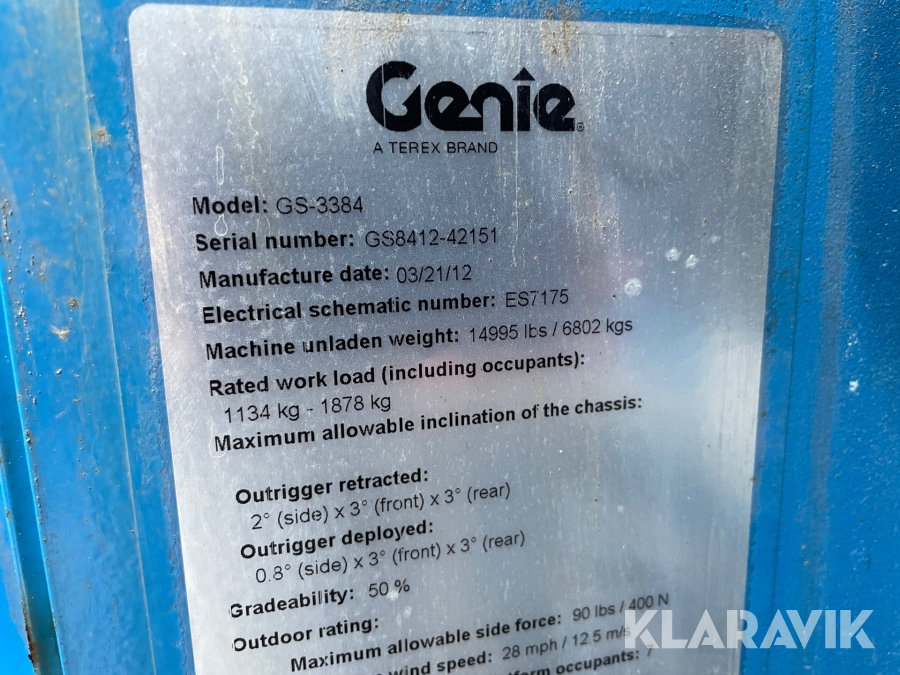 Genie
A TEREX BRAND
Model: GS-3384
Serial number: GS8412-42151
Manufacture date: 03/21/12
Electrical schematic number: ES7175
Machine unladen weight: 14995 lbs / 6802 kgs
Rated work load (including occupants):
1134 kg - 1878 kg
Maximum allowable inclination of the chassis:
Outrigger retracted:
2° (side) x 3° (front) x 3° (rear)
Outrigger deployed:
0.8° (side) x 3° (front) x 3° (rear)
Gradeability: 50 %
Outdoor rating:
Maximum allowable side force: 90 lbs / 400 N
wind speed: 28 mph / 12.5 m/s
occupants: 7
KLARAVIK